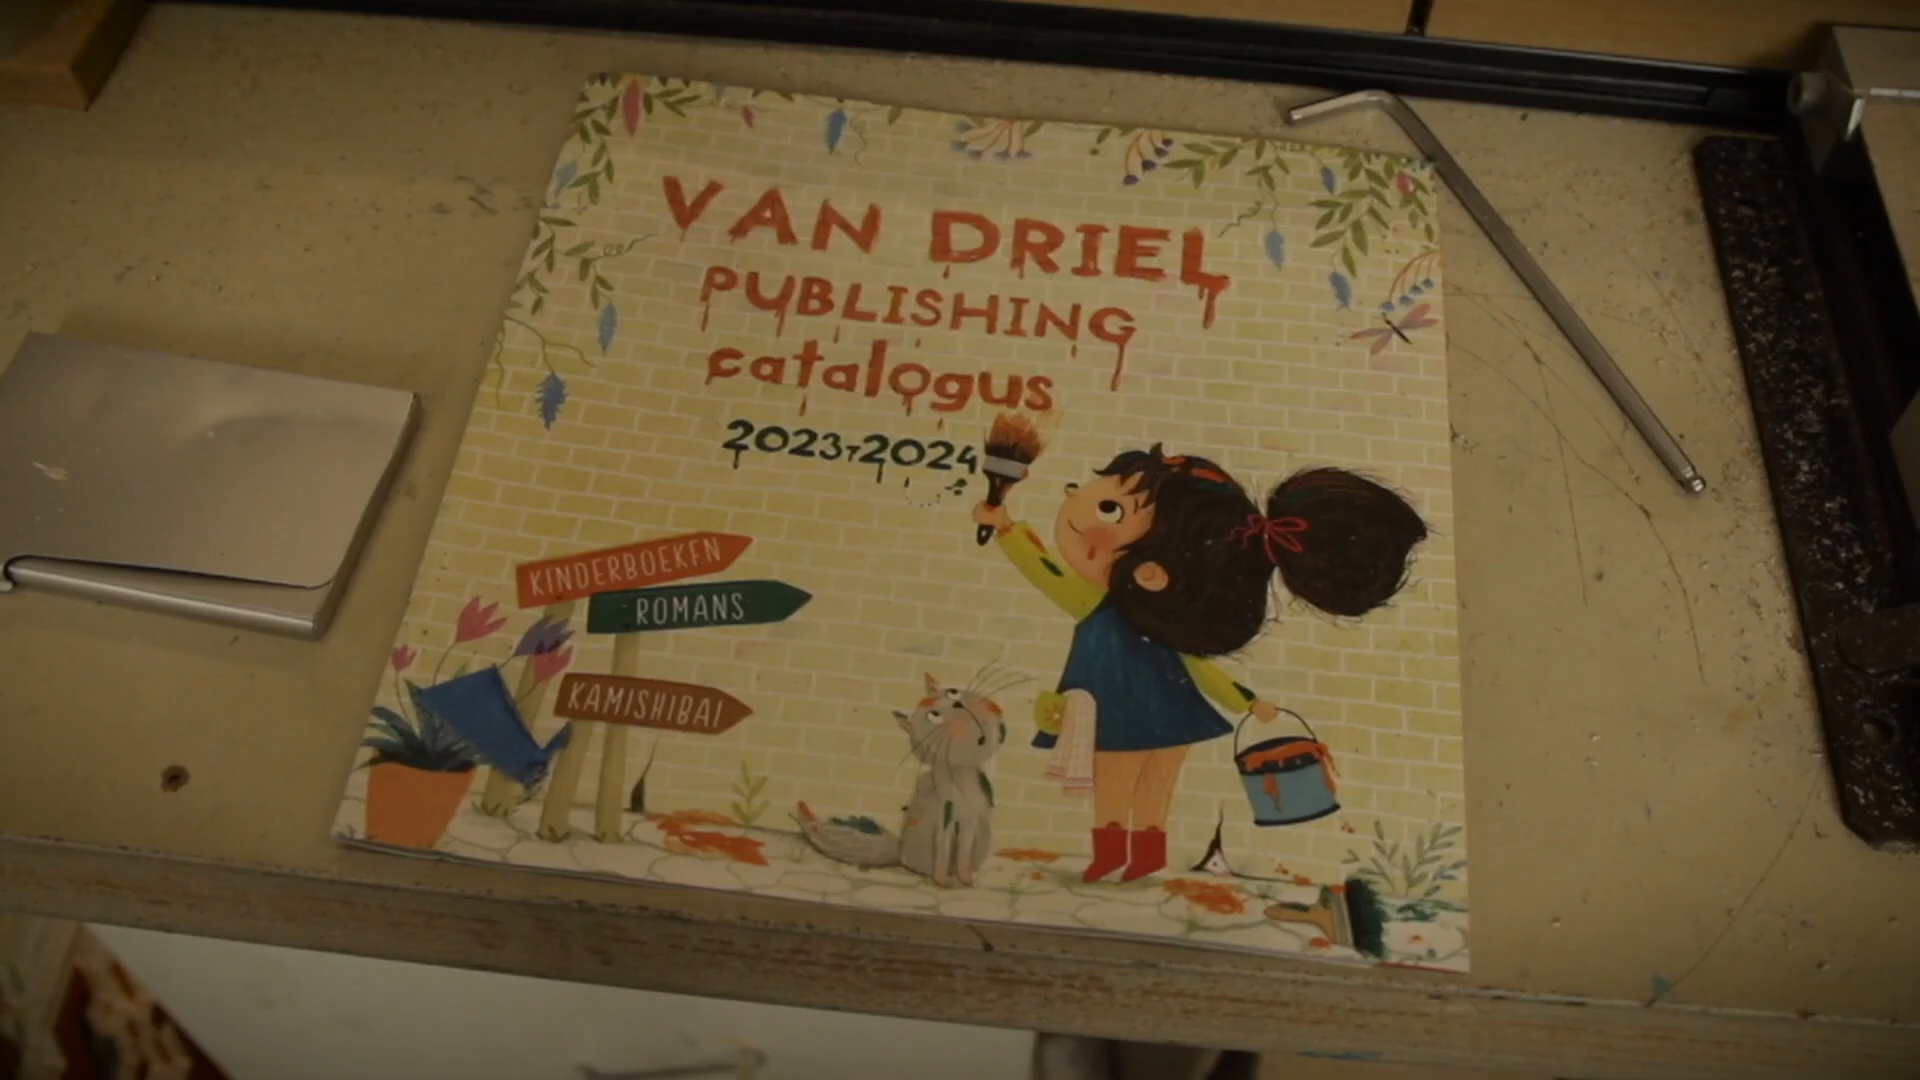 VAN DRIEL
PUBLISHING
catalogus
2023-2024
KINDERBOEKEN
ROMANS
KAMISHIBAI